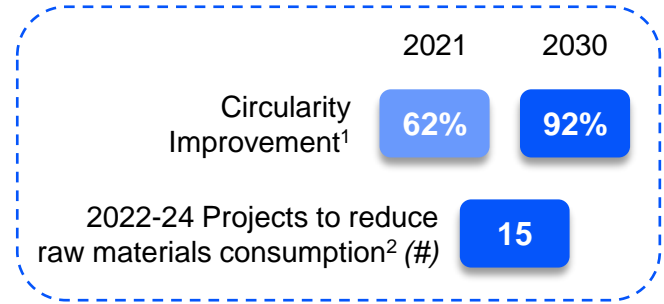 2021 2030
Circularity
Improvement¹ 62% 92%
2022-24 Projects to reduce
raw materials consumption² (#) 15